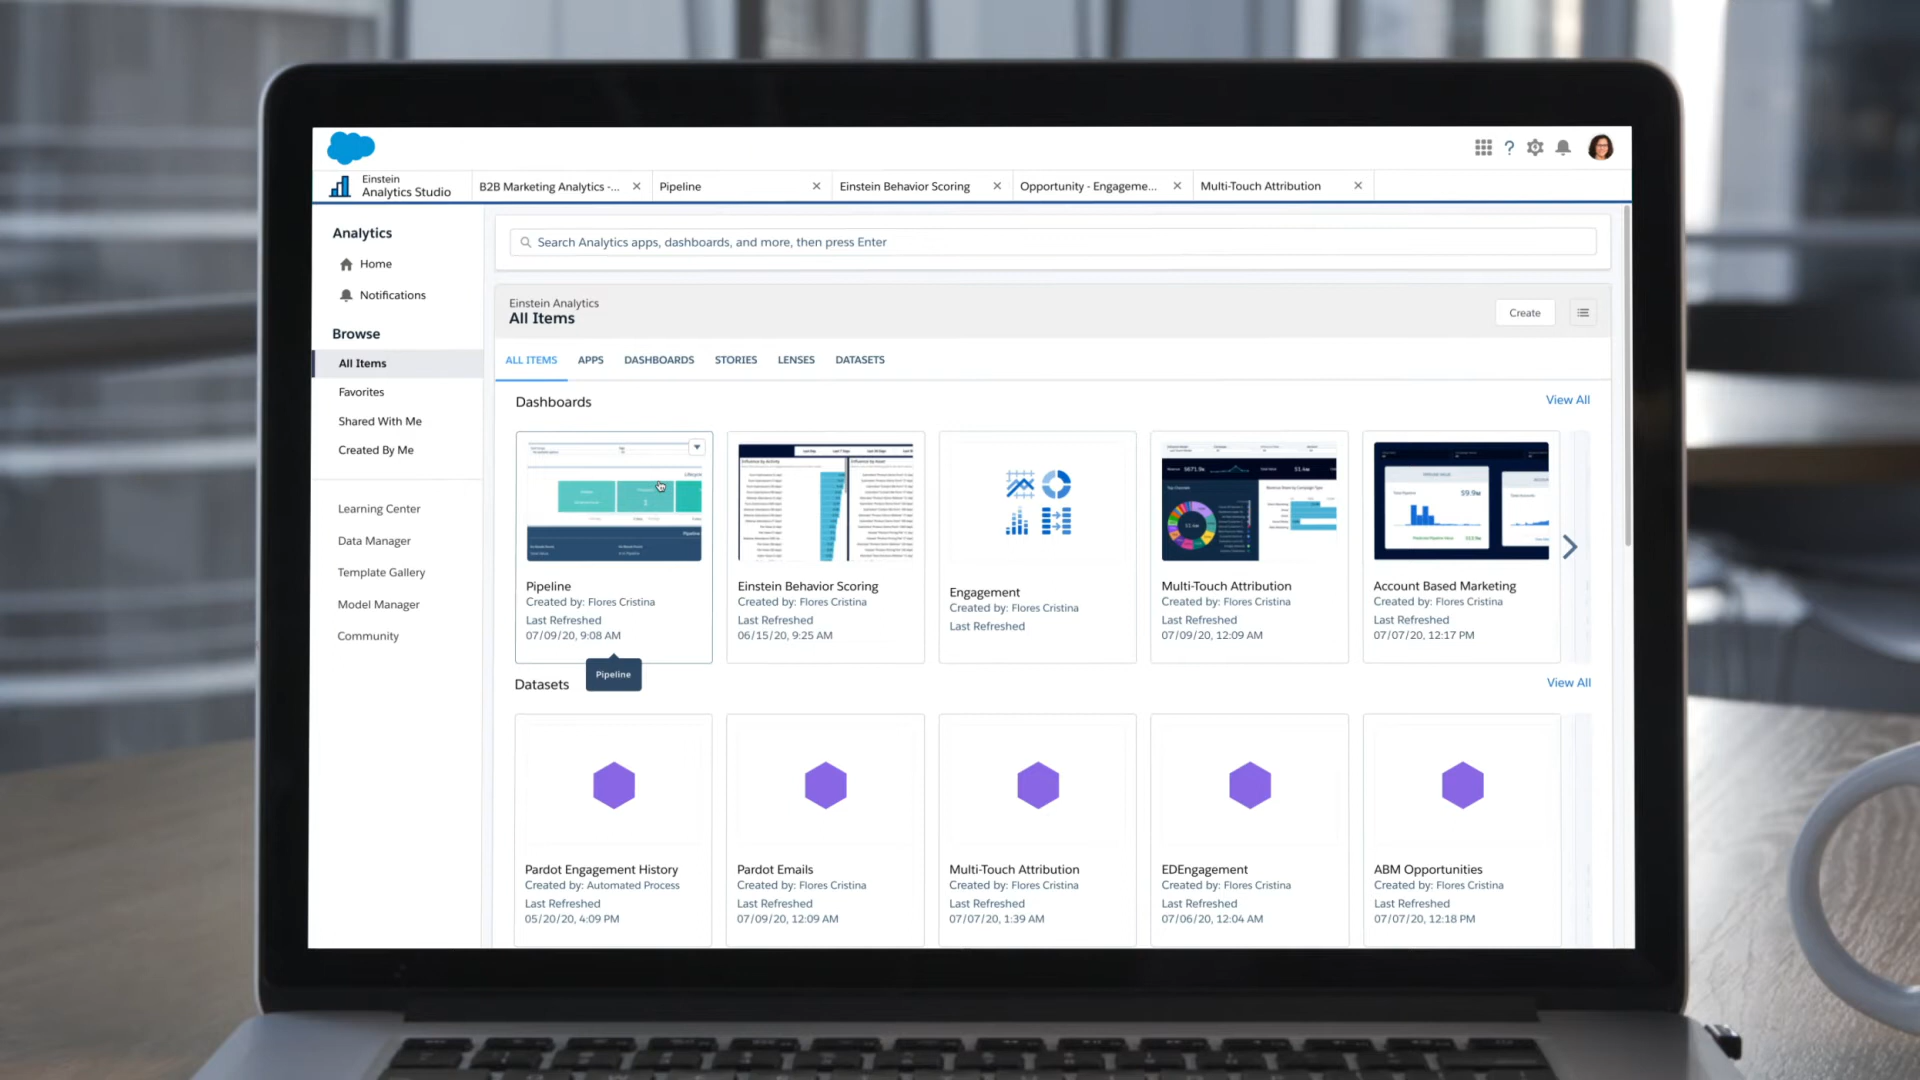 Einstein
Analytics Studio
B2B Marketing Analytics -...
Pipeline
Einstein Behavior Scoring
Opportunity - Engageme...
Multi-Touch Attribution
Analytics
Home
Notifications
Browse
All Items
Favorites
Shared With Me
Created By Me
Learning Center
Data Manager
Template Gallery
Model Manager
Community
Search Analytics apps, dashboards, and more, then press Enter
Einstein Analytics
All Items
Create
ALL ITEMS
APPS
DASHBOARDS
STORIES
LENSES
DATASETS
Dashboards
View All
Pipeline
Created by: Flores Cristina
Last Refreshed
07/09/20, 9:08 AM
Einstein Behavior Scoring
Created by: Flores Cristina
Last Refreshed
06/15/20, 9:25 AM
Engagement
Created by: Flores Cristina
Last Refreshed
Multi-Touch Attribution
Created by: Flores Cristina
Last Refreshed
07/09/20, 12:09 AM
Account Based Marketing
Created by: Flores Cristina
Last Refreshed
07/07/20, 12:17 PM
Pipeline
Datasets
View All
Pardot Engagement History
Created by: Automated Process
Last Refreshed
05/20/20, 4:09 PM
Pardot Emails
Created by: Flores Cristina
Last Refreshed
07/09/20, 12:09 AM
Multi-Touch Attribution
Created by: Flores Cristina
Last Refreshed
07/07/20, 1:39 AM
EDEngagement
Created by: Flores Cristina
Last Refreshed
07/06/20, 12:04 AM
ABM Opportunities
Created by: Flores Cristina
Last Refreshed
07/07/20, 12:18 PM